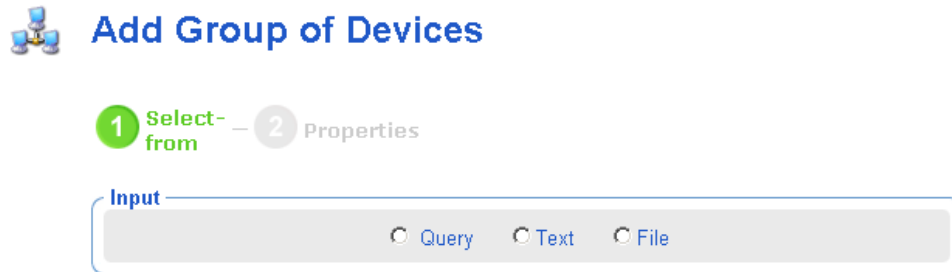 Add Group of Devices
1 Select-
from – 2 Properties
Input
Query Text File